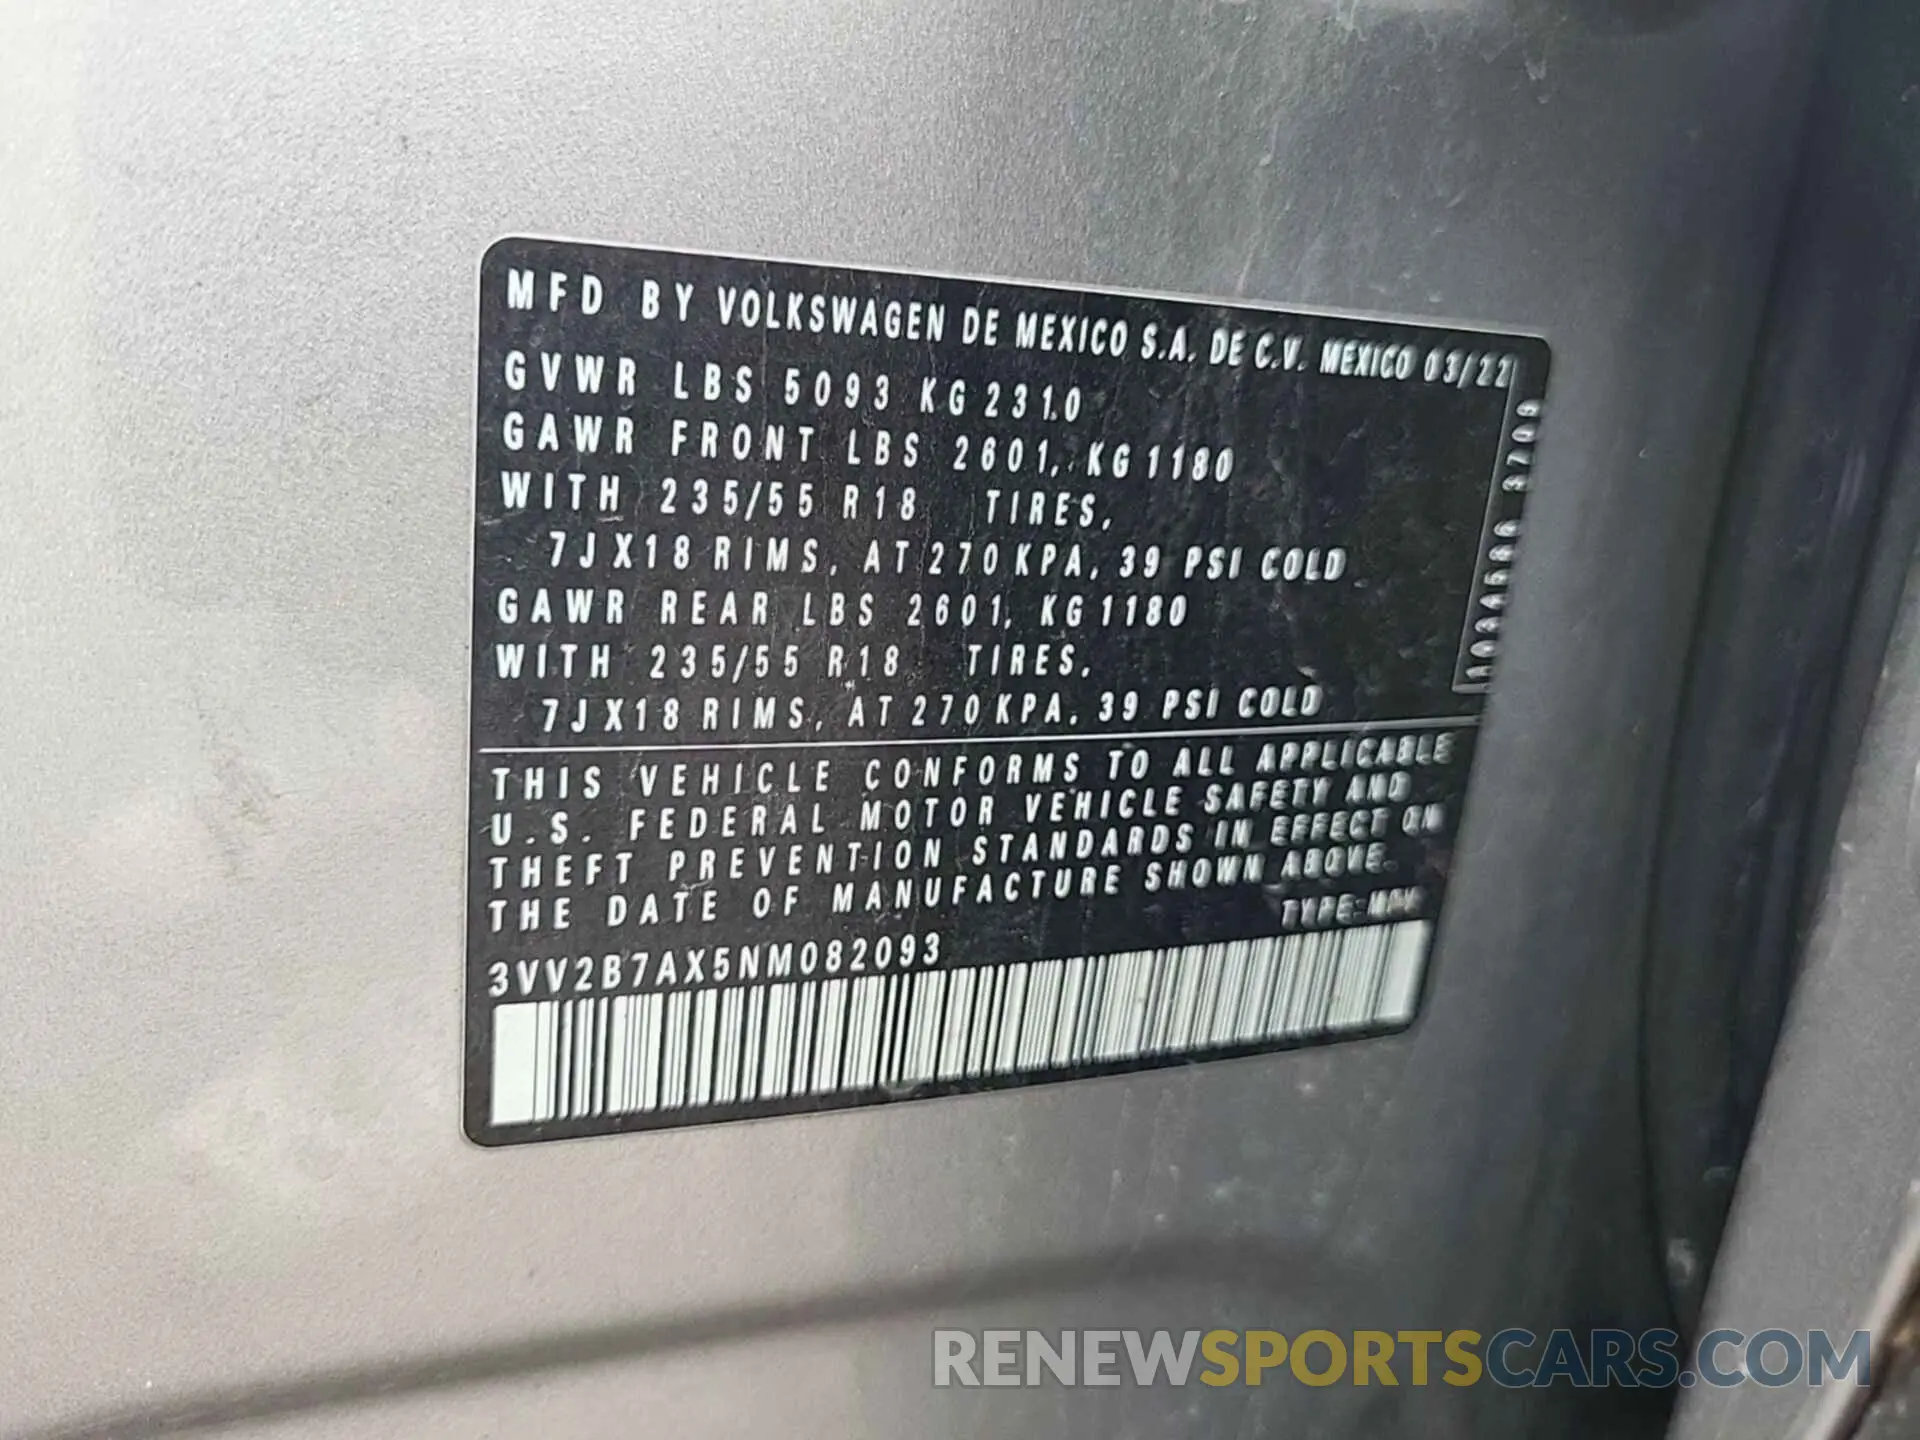 MFD BY VOLKSWAGEN DE MEXICO S.A. DE C.V. MEXICO 03/22
GVWR LBS 5093 KG 2310
GAWR FRONT LBS 2601, KG 1180
WITH 235/55 R18 TIRES,
7JX18 RIMS, AT 270 KPA, 39 PSI COLD
GAWR REAR LBS 2601, KG 1180
WITH 235/55 R18 TIRES,
7JX18 RIMS, AT 270 KPA, 39 PSI COLD
THIS VEHICLE CONFORMS TO ALL APPLICABLE
U.S. FEDERAL MOTOR VEHICLE SAFETY AND
THEFT PREVENTION STANDARDS IN EFFECT ON
THE DATE OF MANUFACTURE SHOWN ABOVE.
TYPE: MPV
3VV2B7AX5NM082093
RENEWSPORTSCARS.COM